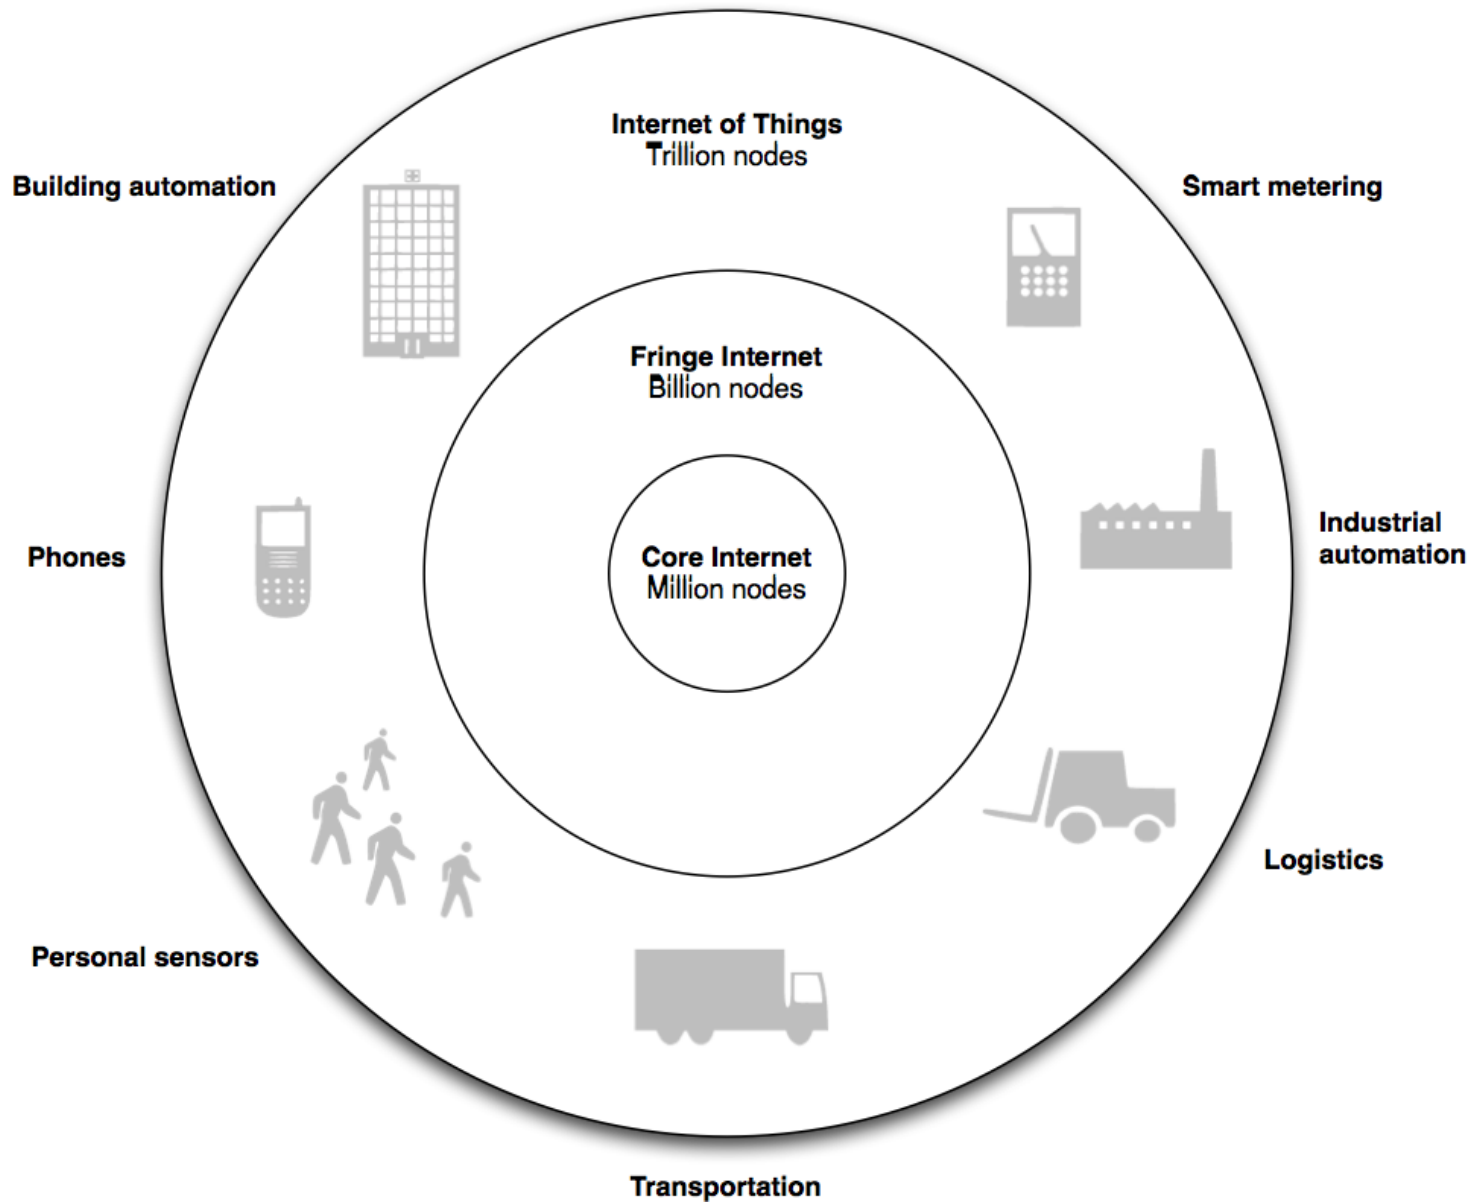 Internet of Things
Trillion nodes
Building automation
Smart metering
Fringe Internet
Billion nodes
Core Internet
Million nodes
Phones
Industrial
automation
Logistics
Personal sensors
Transportation